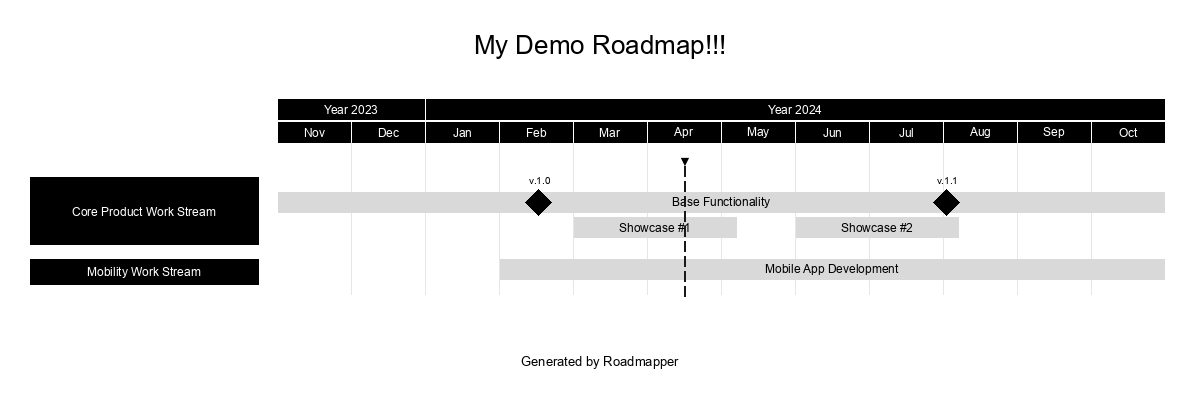 My Demo Roadmap!!!
Year 2023 Year 2024
Nov Dec Jan Feb Mar Apr May Jun Jul Aug Sep Oct
v.1.0 v.1.1
Base Functionality
Core Product Work Stream
Showcase #1 Showcase #2
Mobility Work Stream Mobile App Development
Generated by Roadmapper